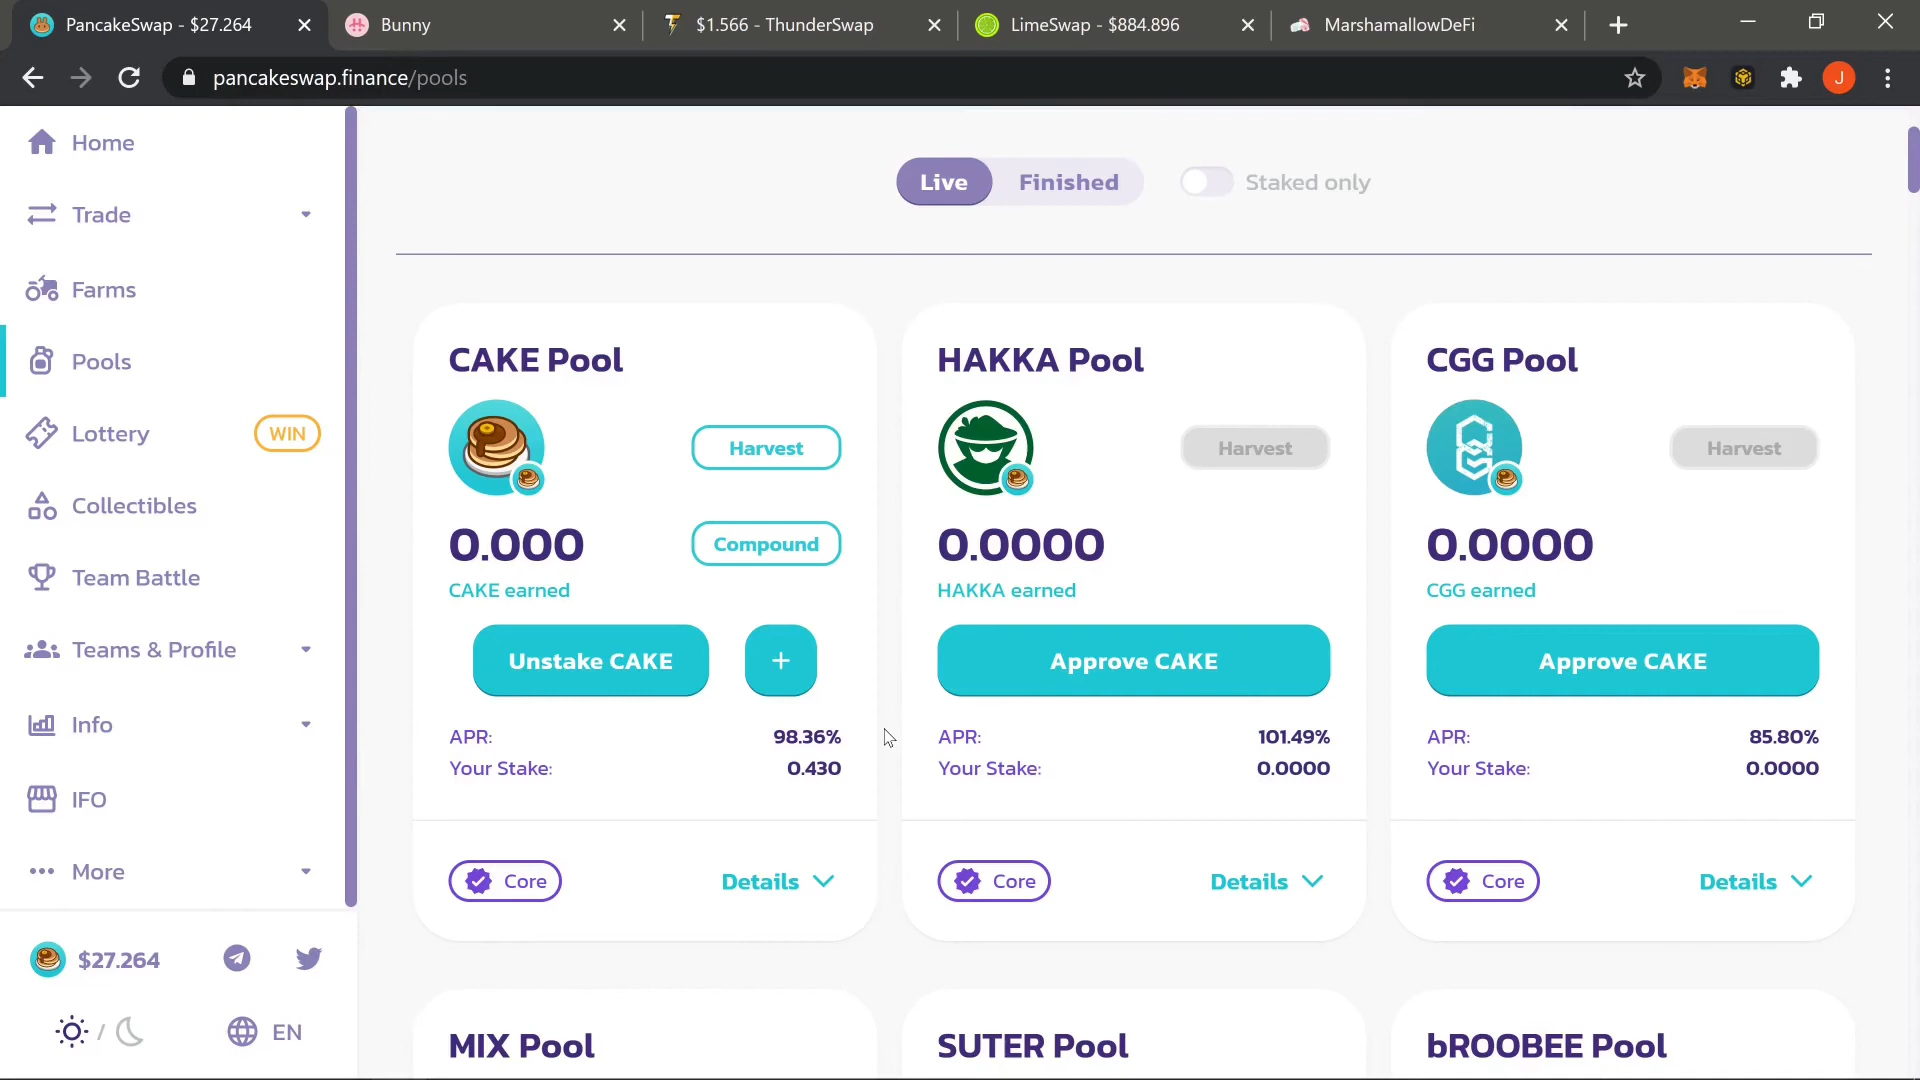 PancakeSwap - $27.264
Bunny
$1.566 - ThunderSwap
LimeSwap - $884.896
MarshamallowDeFi
pancakeswap.finance/pools
J
Home
Trade
Farms
Pools
Lottery WIN
Collectibles
Team Battle
Teams & Profile
Info
IFO
More
$27.264
/
EN
Live Finished Staked only
CAKE Pool
Harvest
0.000
Compound
CAKE earned
Unstake CAKE +
APR: 98.36%
Your Stake: 0.430
Core Details
HAKKA Pool
Harvest
0.0000
HAKKA earned
Approve CAKE
APR: 101.49%
Your Stake: 0.0000
Core Details
CGG Pool
Harvest
0.0000
CGG earned
Approve CAKE
APR: 85.80%
Your Stake: 0.0000
Core Details
MIX Pool
SUTER Pool
bROOBEE Pool